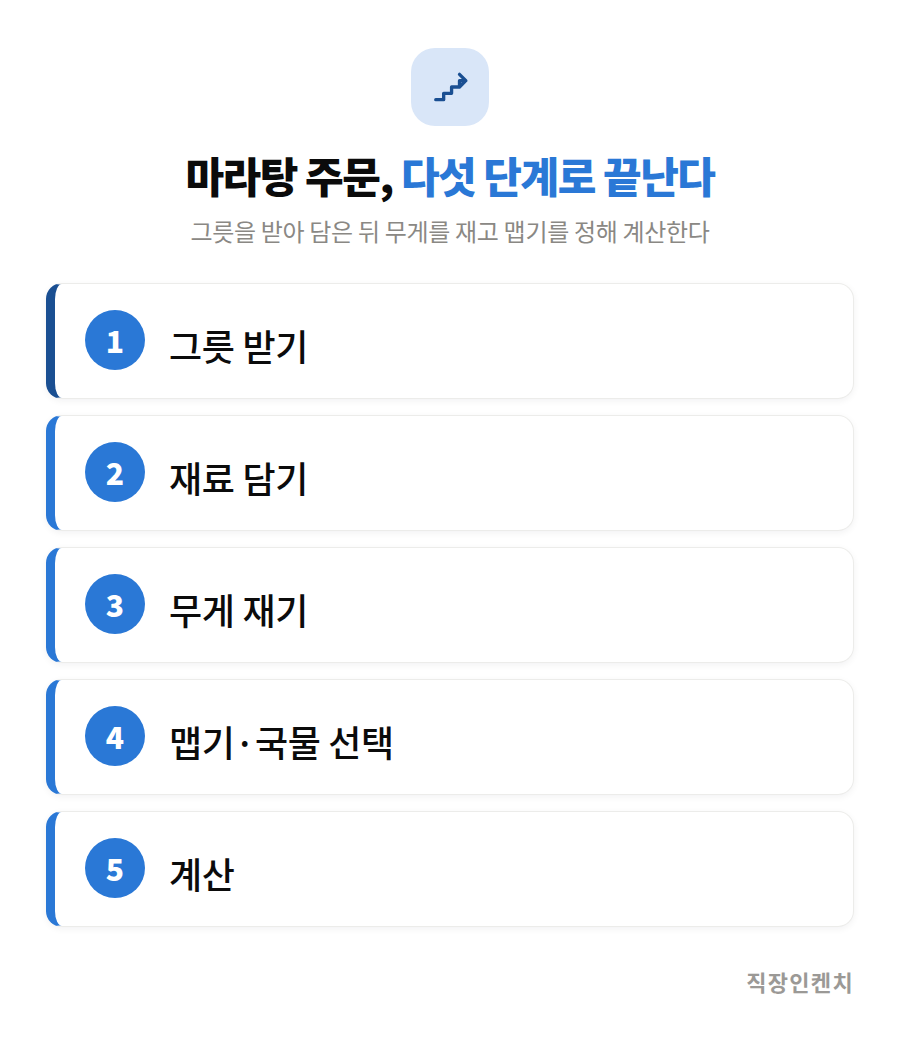 마라탕 주문, 다섯 단계로 끝난다
그릇을 받아 담은 뒤 무게를 재고 맵기를 정해 계산한다
1 그릇 받기
2 재료 담기
3 무게 재기
4 맵기·국물 선택
5 계산
직장인켄치